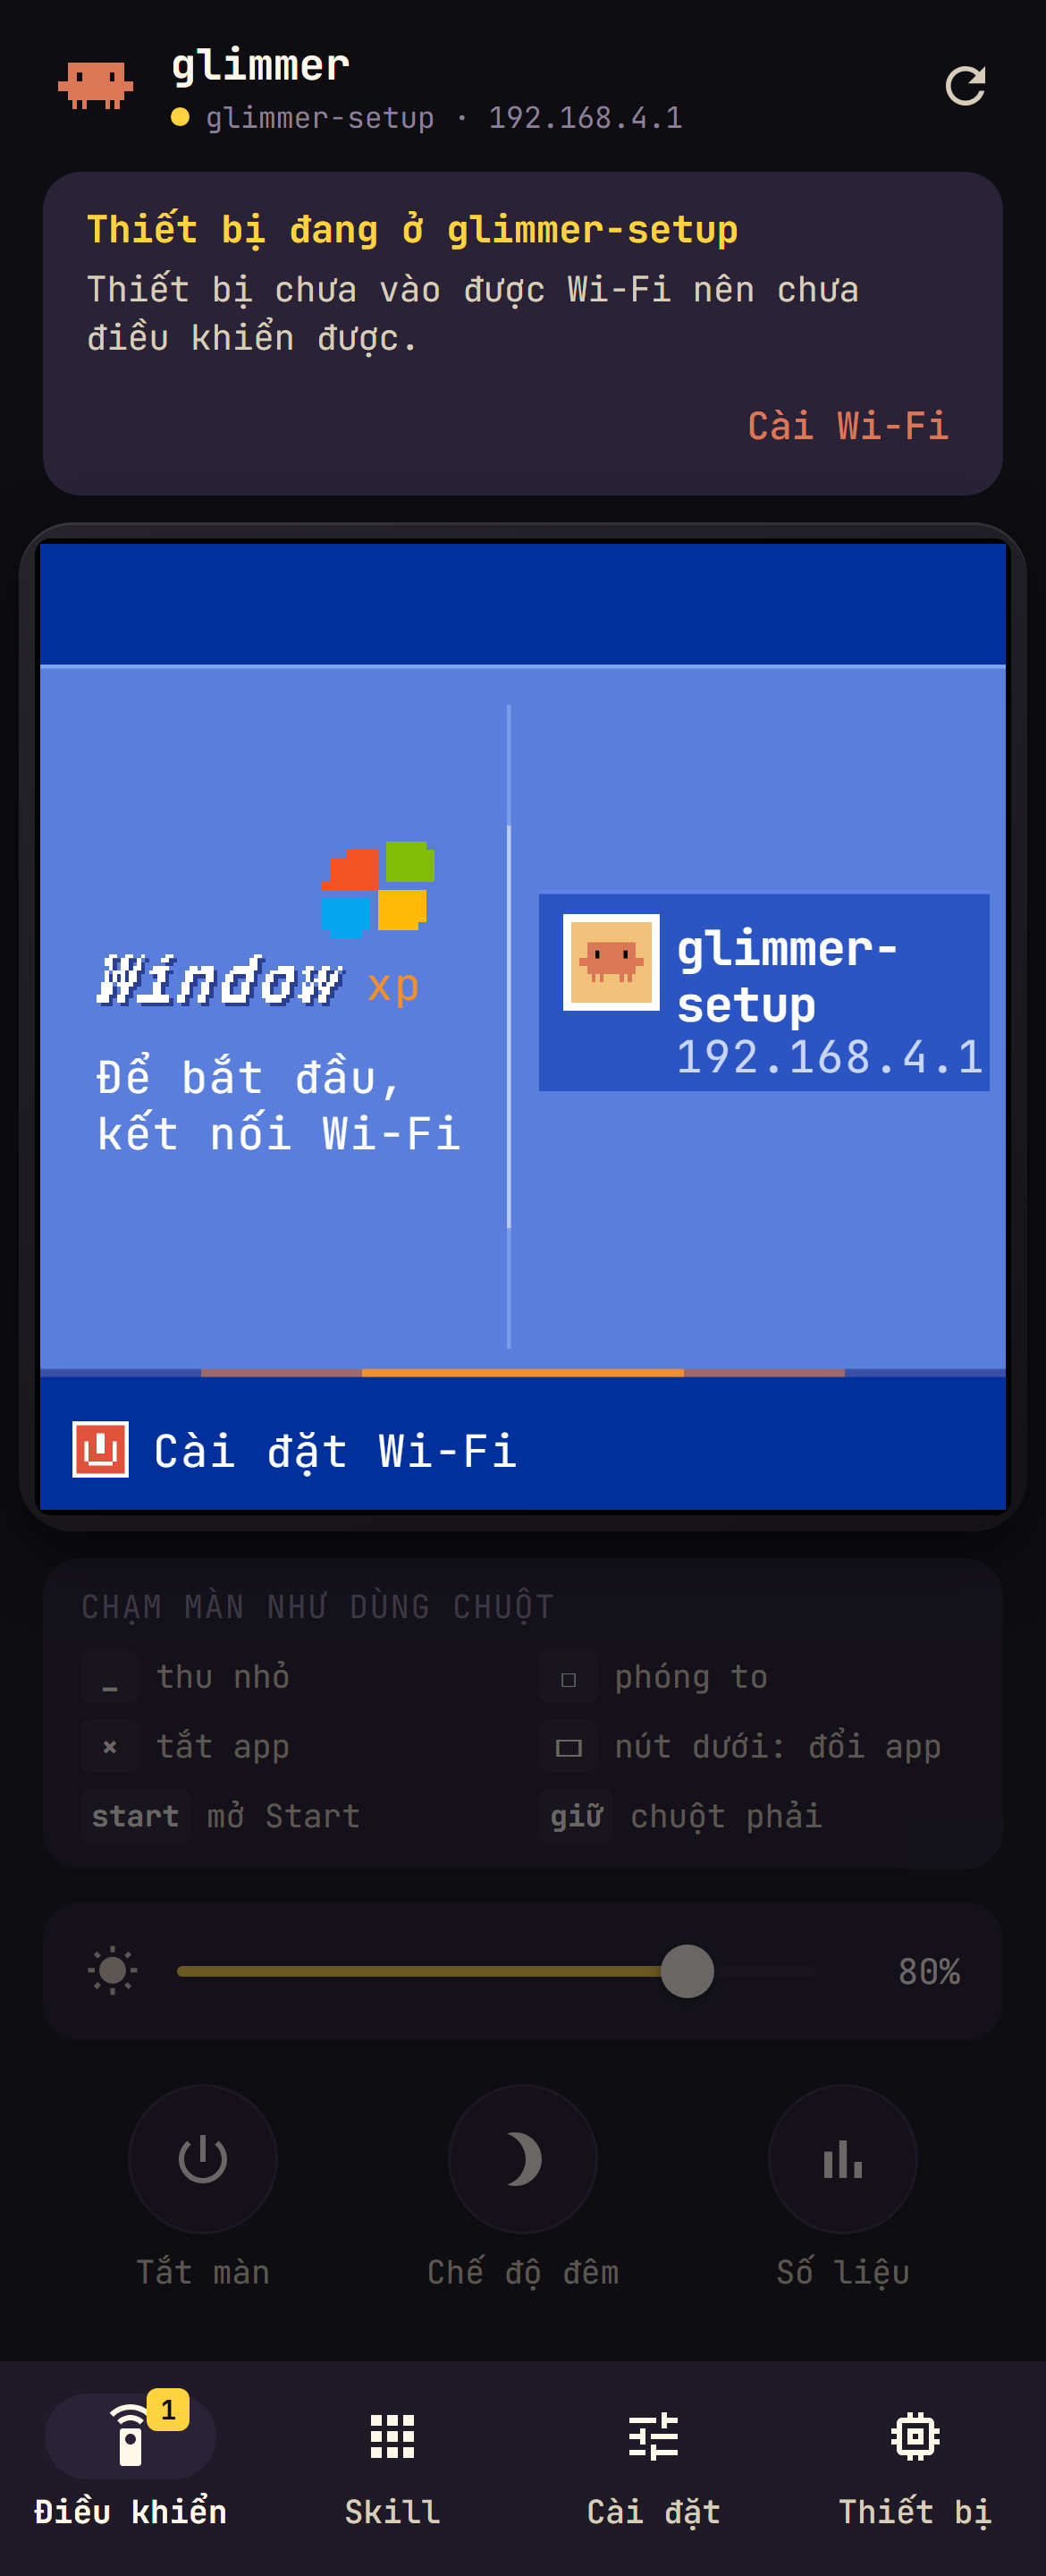 glimmer
glimmer-setup · 192.168.4.1
Thiết bị đang ở glimmer-setup
Thiết bị chưa vào được Wi-Fi nên chưa
điều khiển được.
Cài Wi-Fi
Window xp
Để bắt đầu,
kết nối Wi-Fi
glimmer-
setup
192.168.4.1
Cài đặt Wi-Fi
CHẠM MÀN NHƯ DÙNG CHUỘT
_ thu nhỏ
□ phóng to
× tắt app
▭ nút dưới: đổi app
start mở Start
giữ chuột phải
80%
Tắt màn
Chế độ đêm
Số liệu
1
Điều khiển
Skill
Cài đặt
Thiết bị